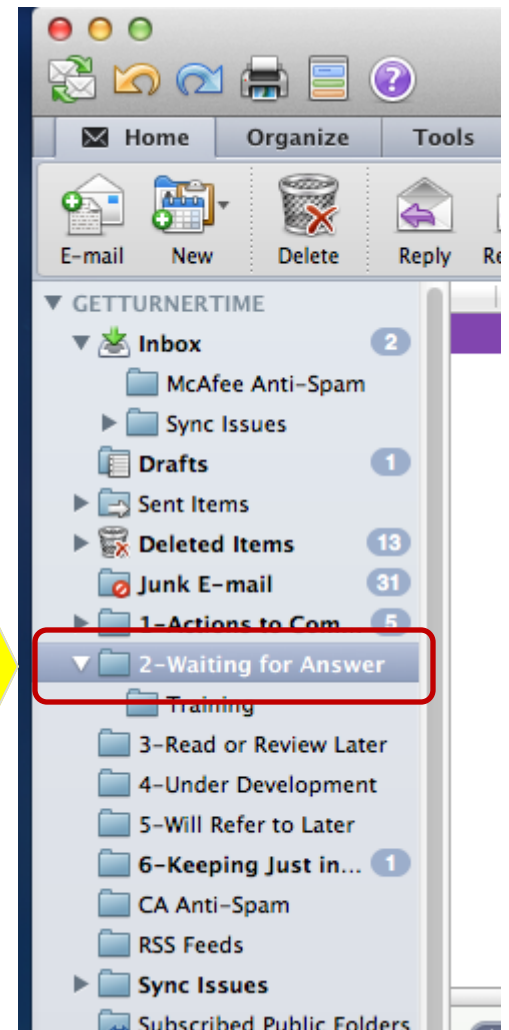 Home Organize Tools
E-mail New Delete Reply Re
GETTURNERTIME
Inbox 2
McAfee Anti-Spam
Sync Issues
Drafts 1
Sent Items
Deleted Items 13
Junk E-mail 31
1-Actions to Com... 5
2-Waiting for Answer
Training
3-Read or Review Later
4-Under Development
5-Will Refer to Later
6-Keeping Just in... 1
CA Anti-Spam
RSS Feeds
Sync Issues
Subscribed Public Folders